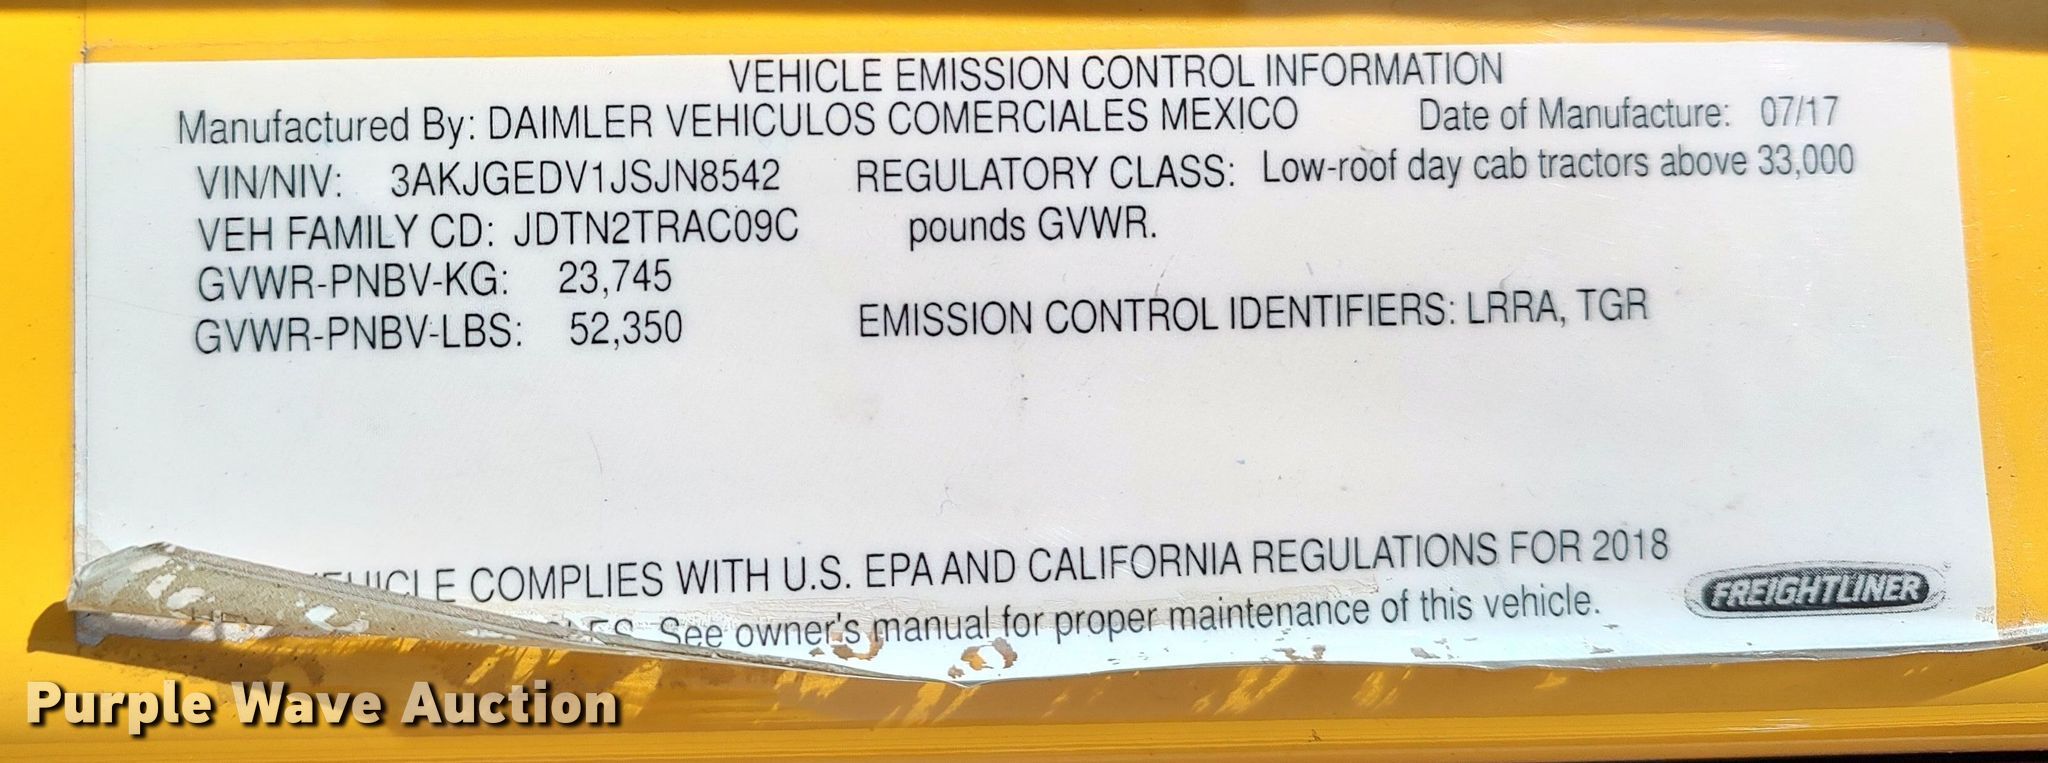 VEHICLE EMISSION CONTROL INFORMATION
Manufactured By: DAIMLER VEHICULOS COMERCIALES MEXICO Date of Manufacture: 07/17
VIN/NIV: 3AKJGEDV1JSJN8542 REGULATORY CLASS: Low-roof day cab tractors above 33,000
VEH FAMILY CD: JDTN2TRAC09C pounds GVWR.
GVWR-PNBV-KG: 23,745
GVWR-PNBV-LBS: 52,350 EMISSION CONTROL IDENTIFIERS: LRRA, TGR
COMPLIES WITH U.S. EPA AND CALIFORNIA REGULATIONS FOR 2018
See owner's manual for proper maintenance of this vehicle.
FREIGHTLINER
Purple Wave Auction